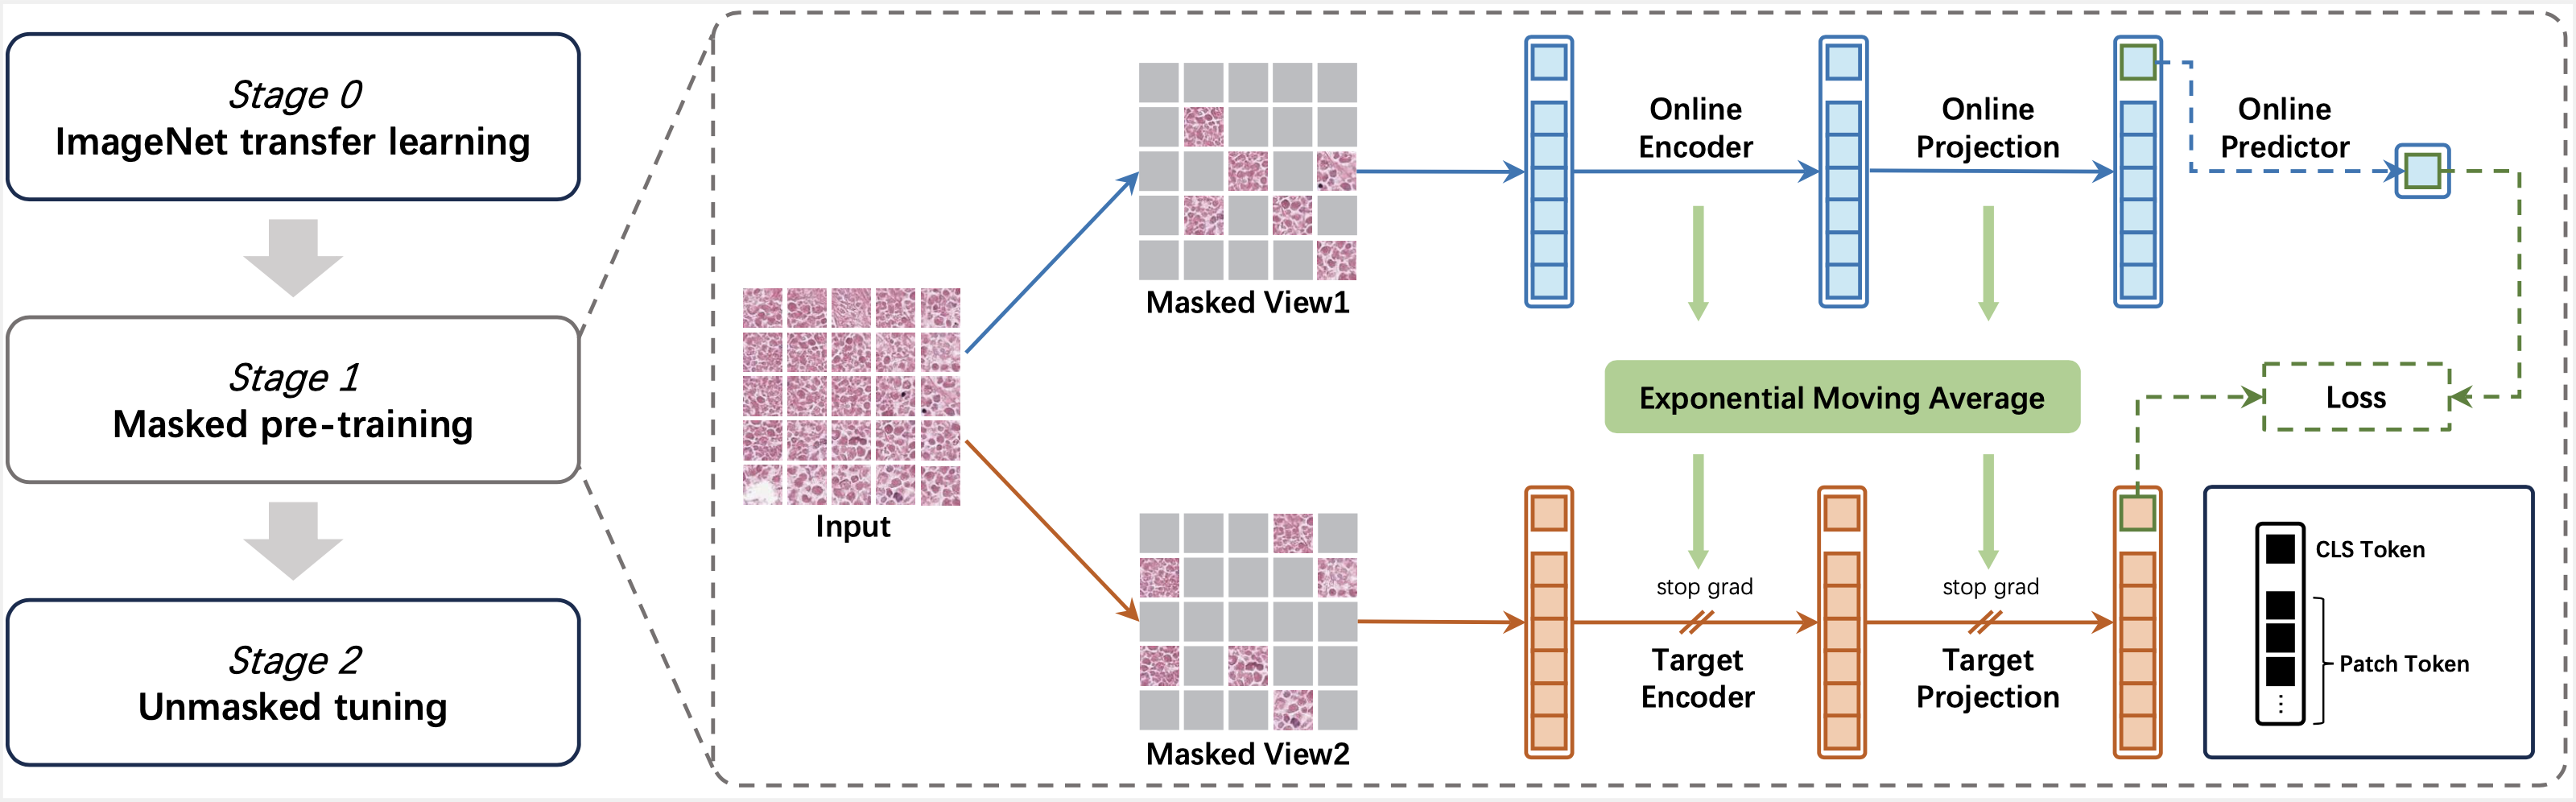 Stage 0
ImageNet transfer learning
Stage 1
Masked pre-training
Stage 2
Unmasked tuning
Input
Masked View1
Masked View2
Online
Encoder
Online
Projection
Online
Predictor
Exponential Moving Average
Loss
stop grad
stop grad
Target
Encoder
Target
Projection
CLS Token
Patch Token